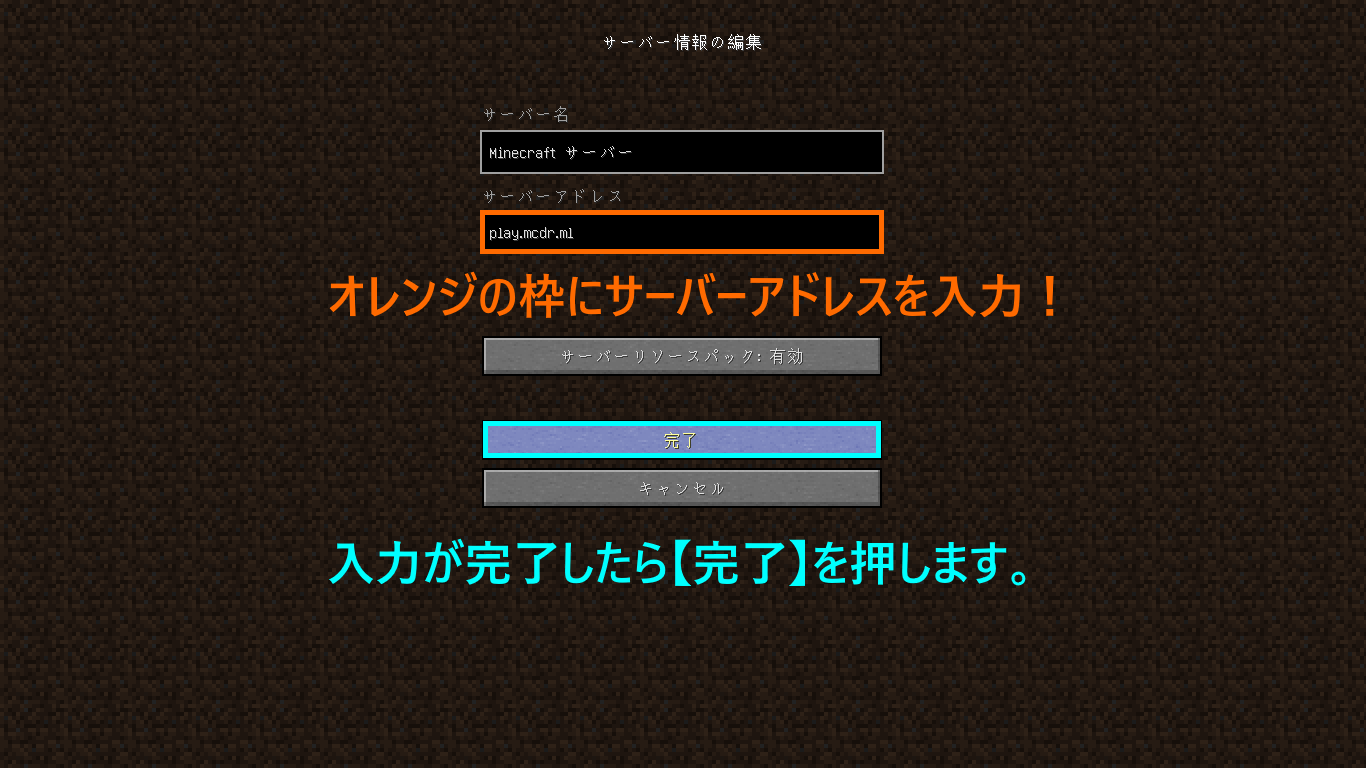 サーバー情報の編集
サーバー名
Minecraft サーバー
サーバーアドレス
play.mcdr.ml
オレンジの枠にサーバーアドレスを入力！
サーバーリソースパック: 有効
完了
キャンセル
入力が完了したら【完了】を押します。